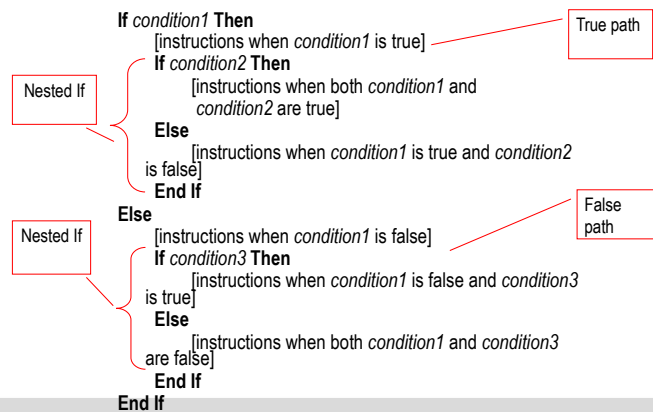 If condition1 Then
[instructions when condition1 is true]
True path
If condition2 Then
Nested If
[instructions when both condition1 and
condition2 are true]
Else
[instructions when condition1 is true and condition2
is false]
End If
Else
False
path
[instructions when condition1 is false]
Nested If
If condition3 Then
[instructions when condition1 is false and condition3
is true]
Else
[instructions when both condition1 and condition3
are false]
End If
End If